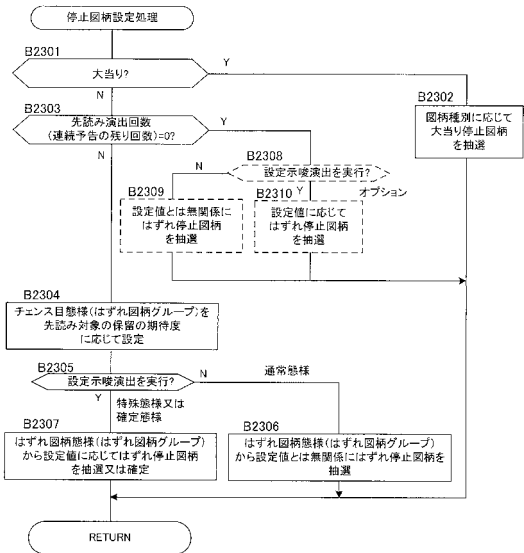 停止図柄設定処理
B2301
大当り?
Y
N
B2302
図柄種別に応じて
大当り停止図柄
を抽選
B2303
先読み演出回数
(連続予告の残り回数)=0?
Y
N
B2308
設定示唆演出を実行?
N
Y
オプション
B2309
設定値とは無関係に
はずれ停止図柄
を抽選
B2310
設定値に応じて
はずれ停止図柄
を抽選
B2304
チェンス目態様(はずれ図柄グループ)を
先読み対象の保留の期待度
に応じて設定
B2305
設定示唆演出を実行?
N
通常態様
Y
特殊態様又は
確定態様
B2307
はずれ図柄態様(はずれ図柄グループ)
から設定値に応じてはずれ停止図柄
を抽選又は確定
B2306
はずれ図柄態様(はずれ図柄グループ)
から設定値とは無関係にはずれ停止図柄を
抽選
RETURN